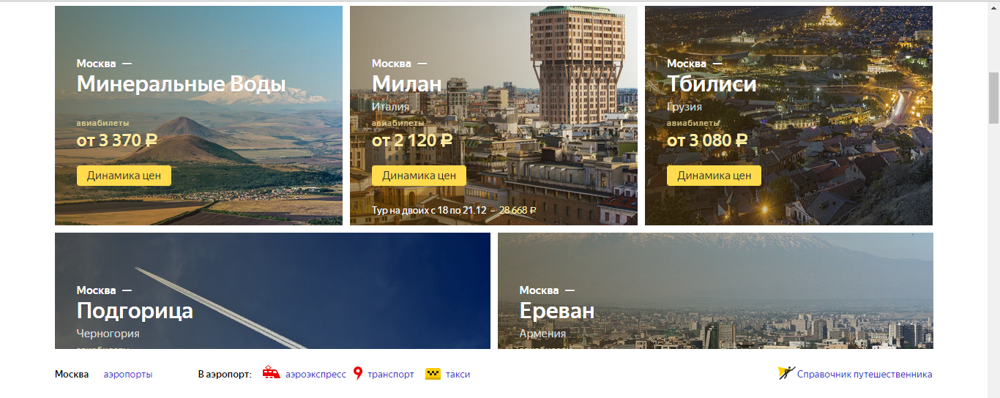 Москва —
Минеральные Воды
авиабилеты
от 3 370 ₽
Динамика цен
Москва —
Милан
Италия
авиабилеты
от 2 120 ₽
Динамика цен
Тур на двоих с 18 по 21.12 – 28 668 ₽
Москва —
Тбилиси
Грузия
авиабилеты
от 3 080 ₽
Динамика цен
Москва —
Подгорица
Черногория
Москва —
Ереван
Армения
Москва аэропорты В аэропорт: аэроэкспресс транспорт такси Справочник путешественника